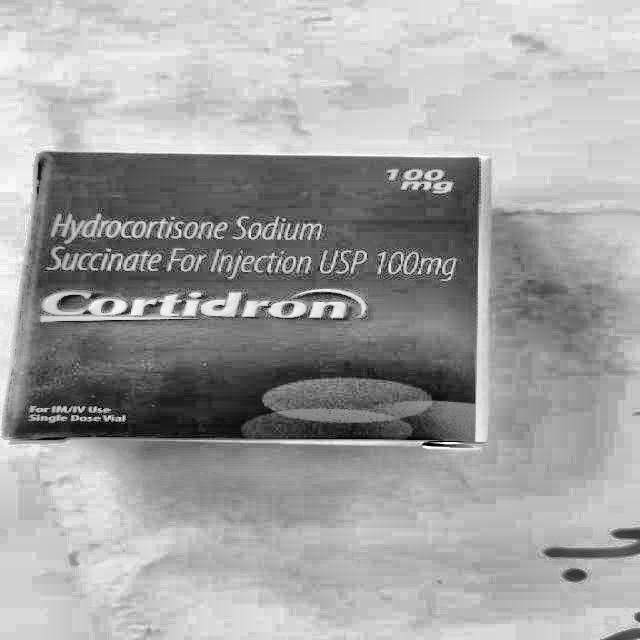 100
mg
Hydrocortisone Sodium
Succinate For Injection USP 100mg
Cortidron
For IM/IV Use
Single Dose Vial